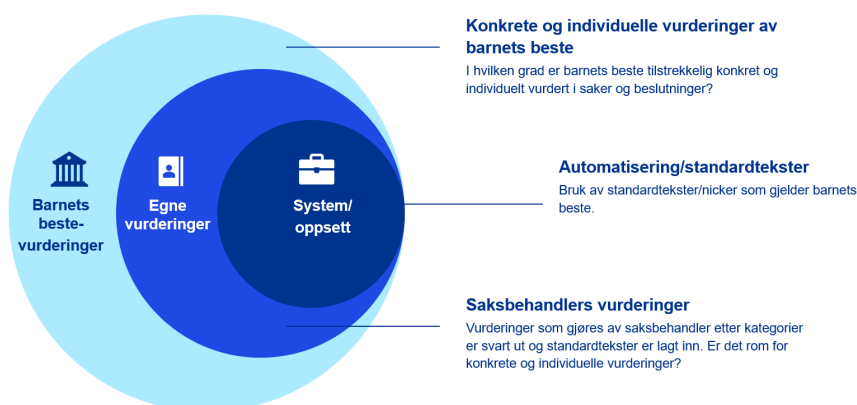 Konkrete og individuelle vurderinger av
barnets beste
I hvilken grad er barnets beste tilstrekkelig konkret og
individuelt vurdert i saker og beslutninger?
Barnets
beste-
vurderinger
Egne
vurderinger
System/
oppsett
Automatisering/standardtekster
Bruk av standardtekster/nicker som gjelder barnets
beste.
Saksbehandlers vurderinger
Vurderinger som gjøres av saksbehandler etter kategorier
er svart ut og standardtekster er lagt inn. Er det rom for
konkrete og individuelle vurderinger?